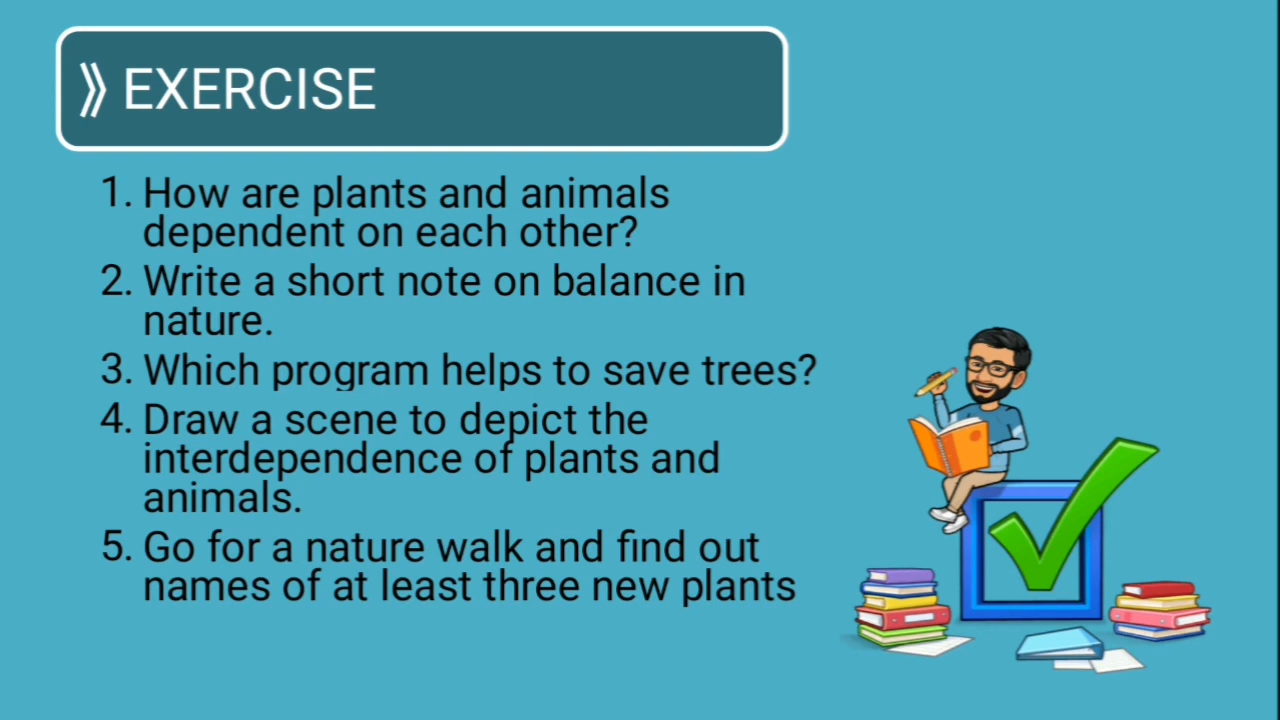 EXERCISE
1. How are plants and animals
dependent on each other?
2. Write a short note on balance in
nature.
3. Which program helps to save trees?
4. Draw a scene to depict the
interdependence of plants and
animals.
5. Go for a nature walk and find out
names of at least three new plants